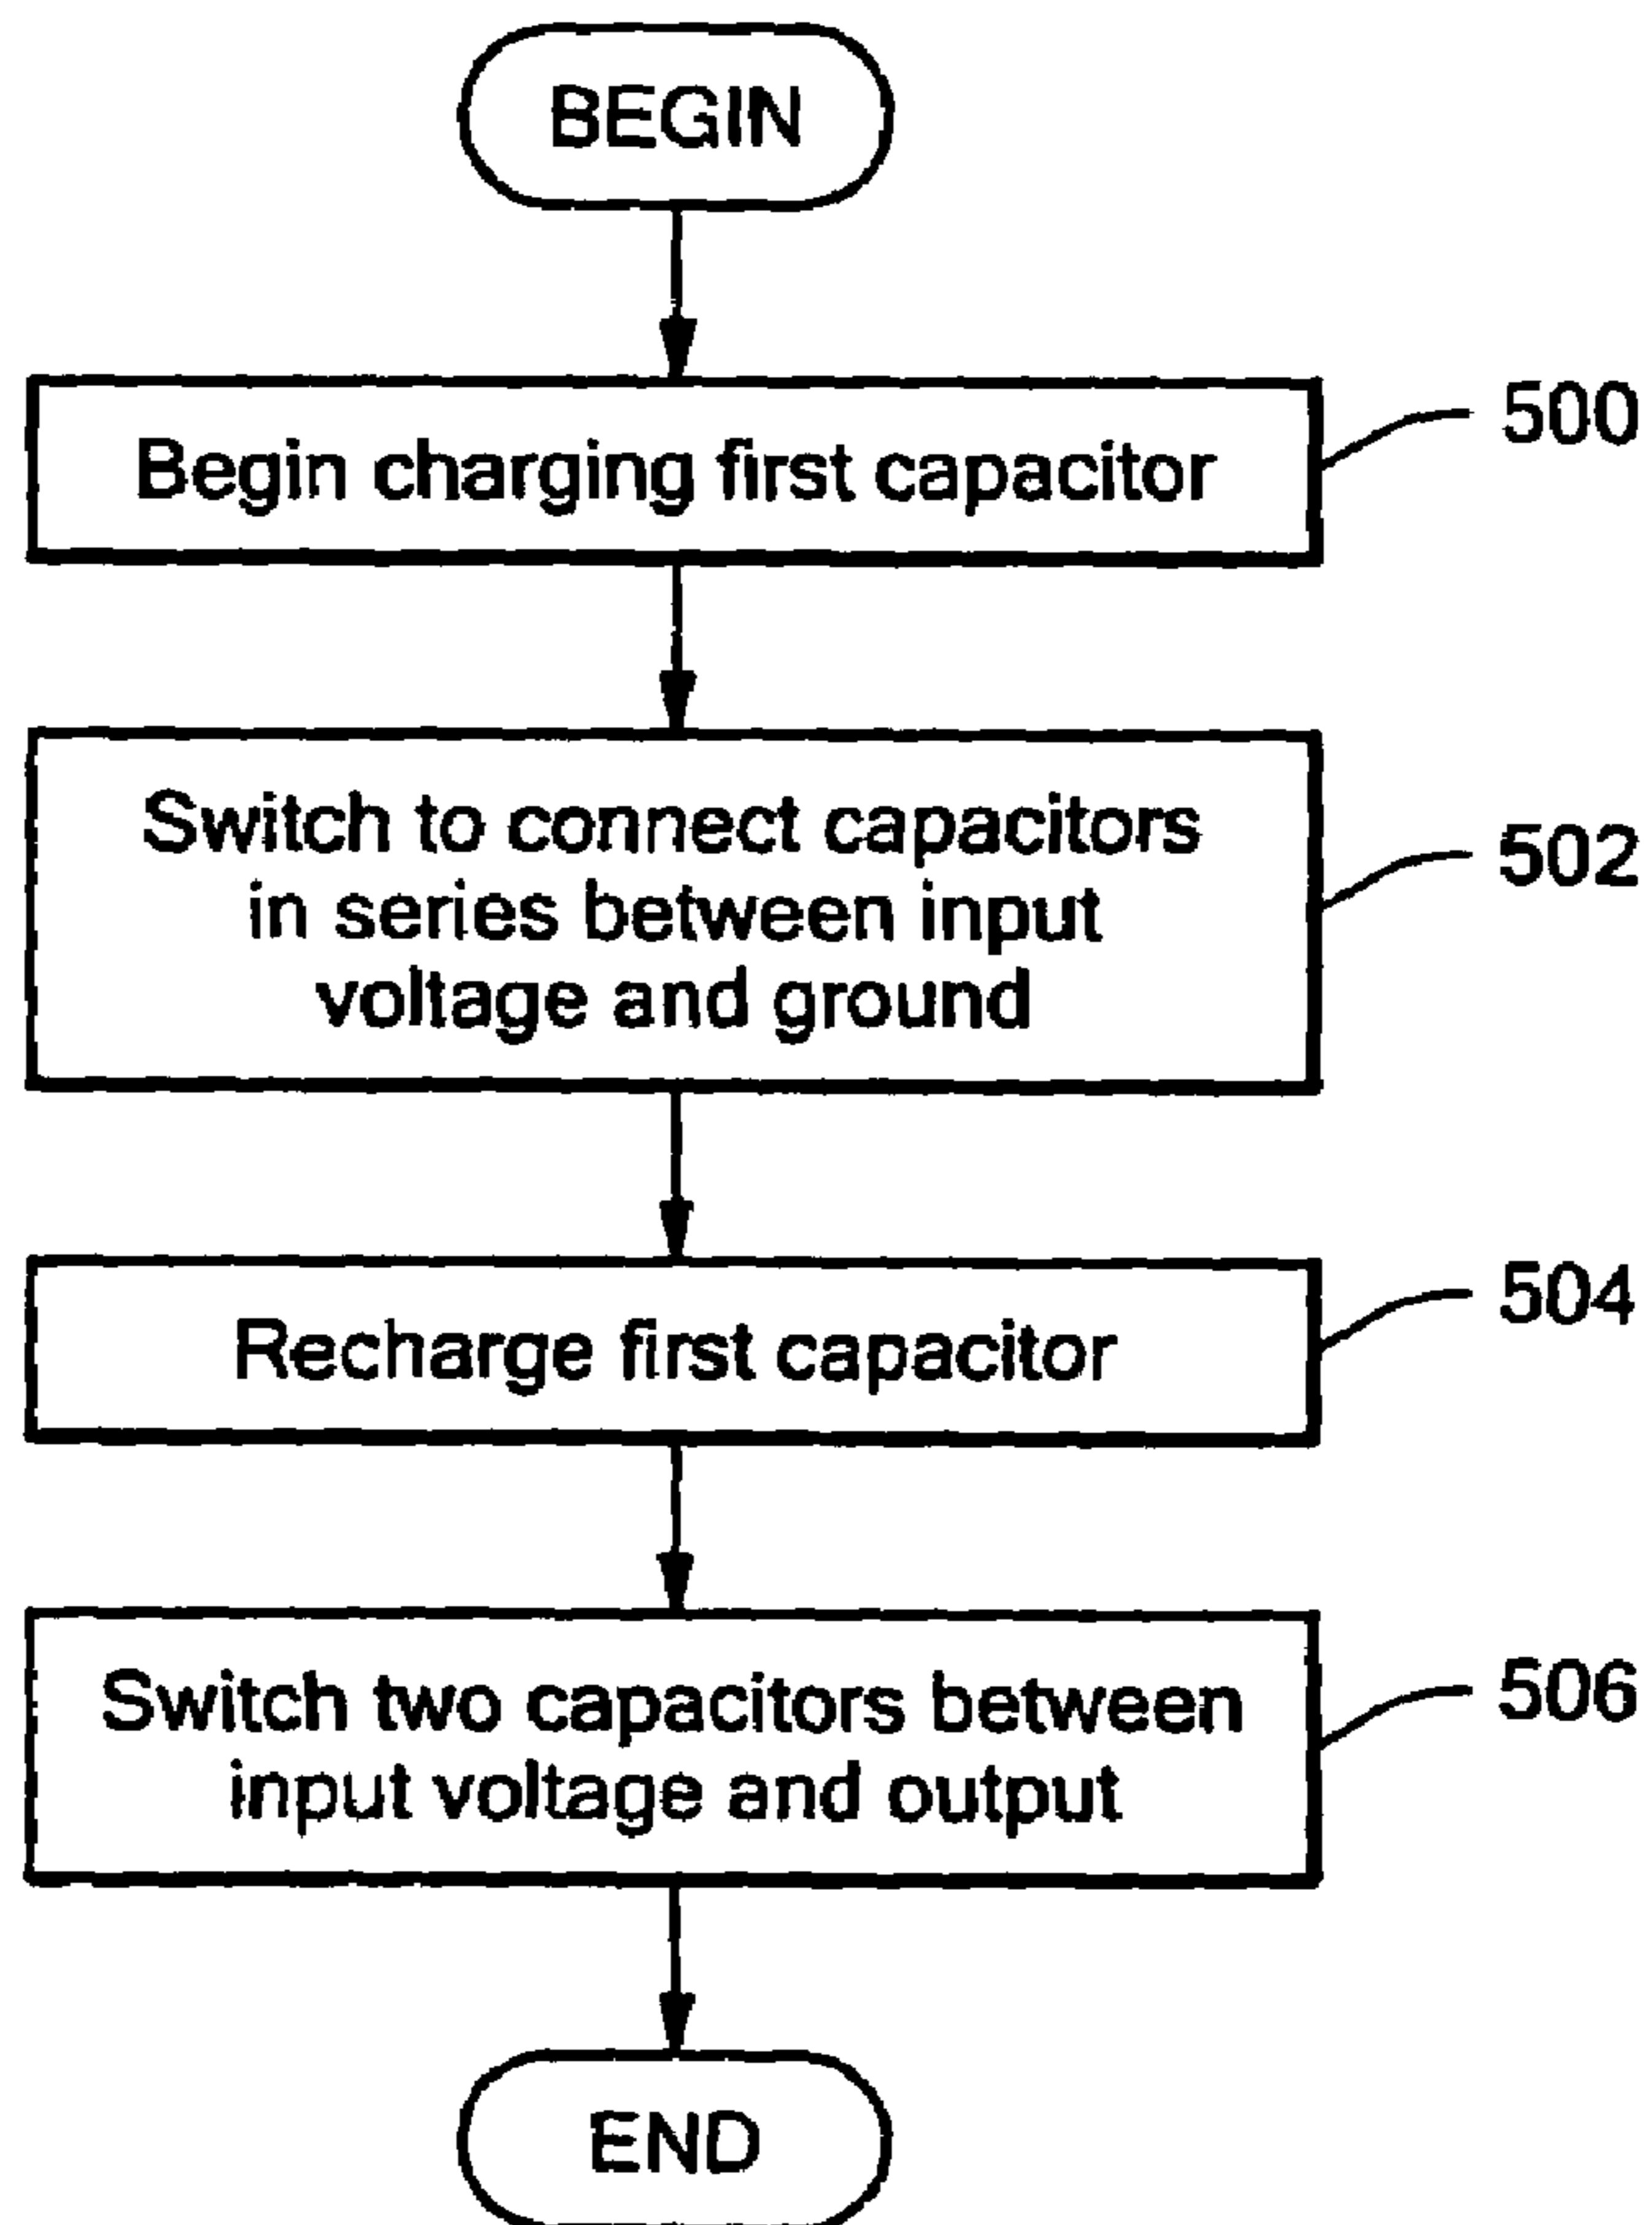 BEGIN
Begin charging first capacitor
500
Switch to connect capacitors
in series between input
voltage and ground
502
Recharge first capacitor
504
Switch two capacitors between
input voltage and output
506
END